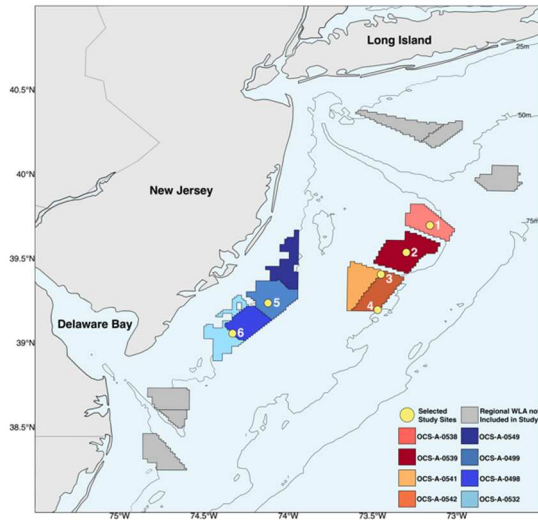 Long Island
25m
40.5°N
50m
40°N
New Jersey
75m
1
39.5°N
2
3
5
4
Delaware Bay
6
39°N
38.5°N
Selected
Study Sites
Regional WLA not
Included in Study
OCS-A-0538
OCS-A-0549
OCS-A-0539
OCS-A-0499
OCS-A-0541
OCS-A-0498
OCS-A-0542
OCS-A-0532
75°W
74.5°W
74°W
73.5°W
73°W